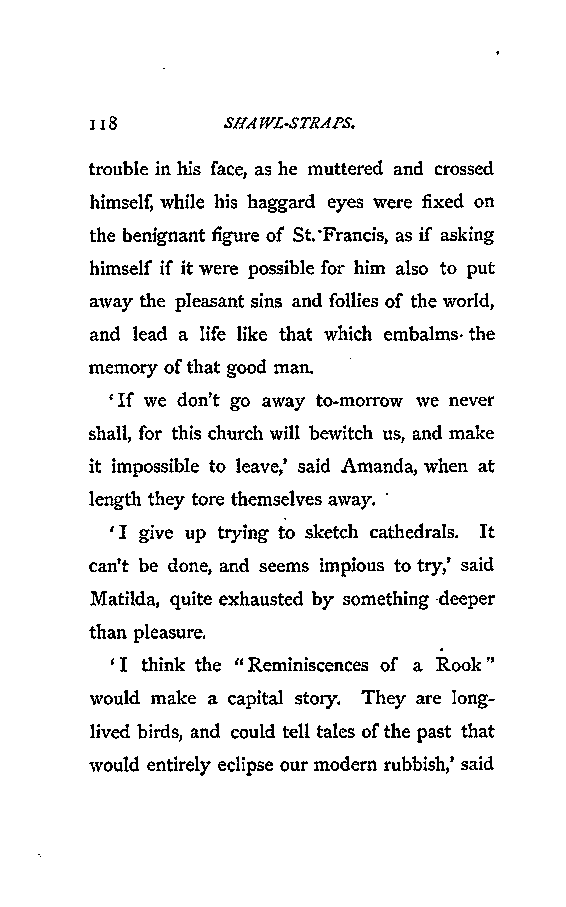 118 SHAWL-STRAPS.
trouble in his face, as he muttered and crossed
himself, while his haggard eyes were fixed on
the benignant figure of St. Francis, as if asking
himself if it were possible for him also to put
away the pleasant sins and follies of the world,
and lead a life like that which embalms the
memory of that good man.
‘If we don’t go away to-morrow we never
shall, for this church will bewitch us, and make
it impossible to leave,’ said Amanda, when at
length they tore themselves away.
‘I give up trying to sketch cathedrals. It
can’t be done, and seems impious to try,’ said
Matilda, quite exhausted by something deeper
than pleasure.
‘I think the “Reminiscences of a Rook”
would make a capital story. They are long-
lived birds, and could tell tales of the past that
would entirely eclipse our modern rubbish,’ said